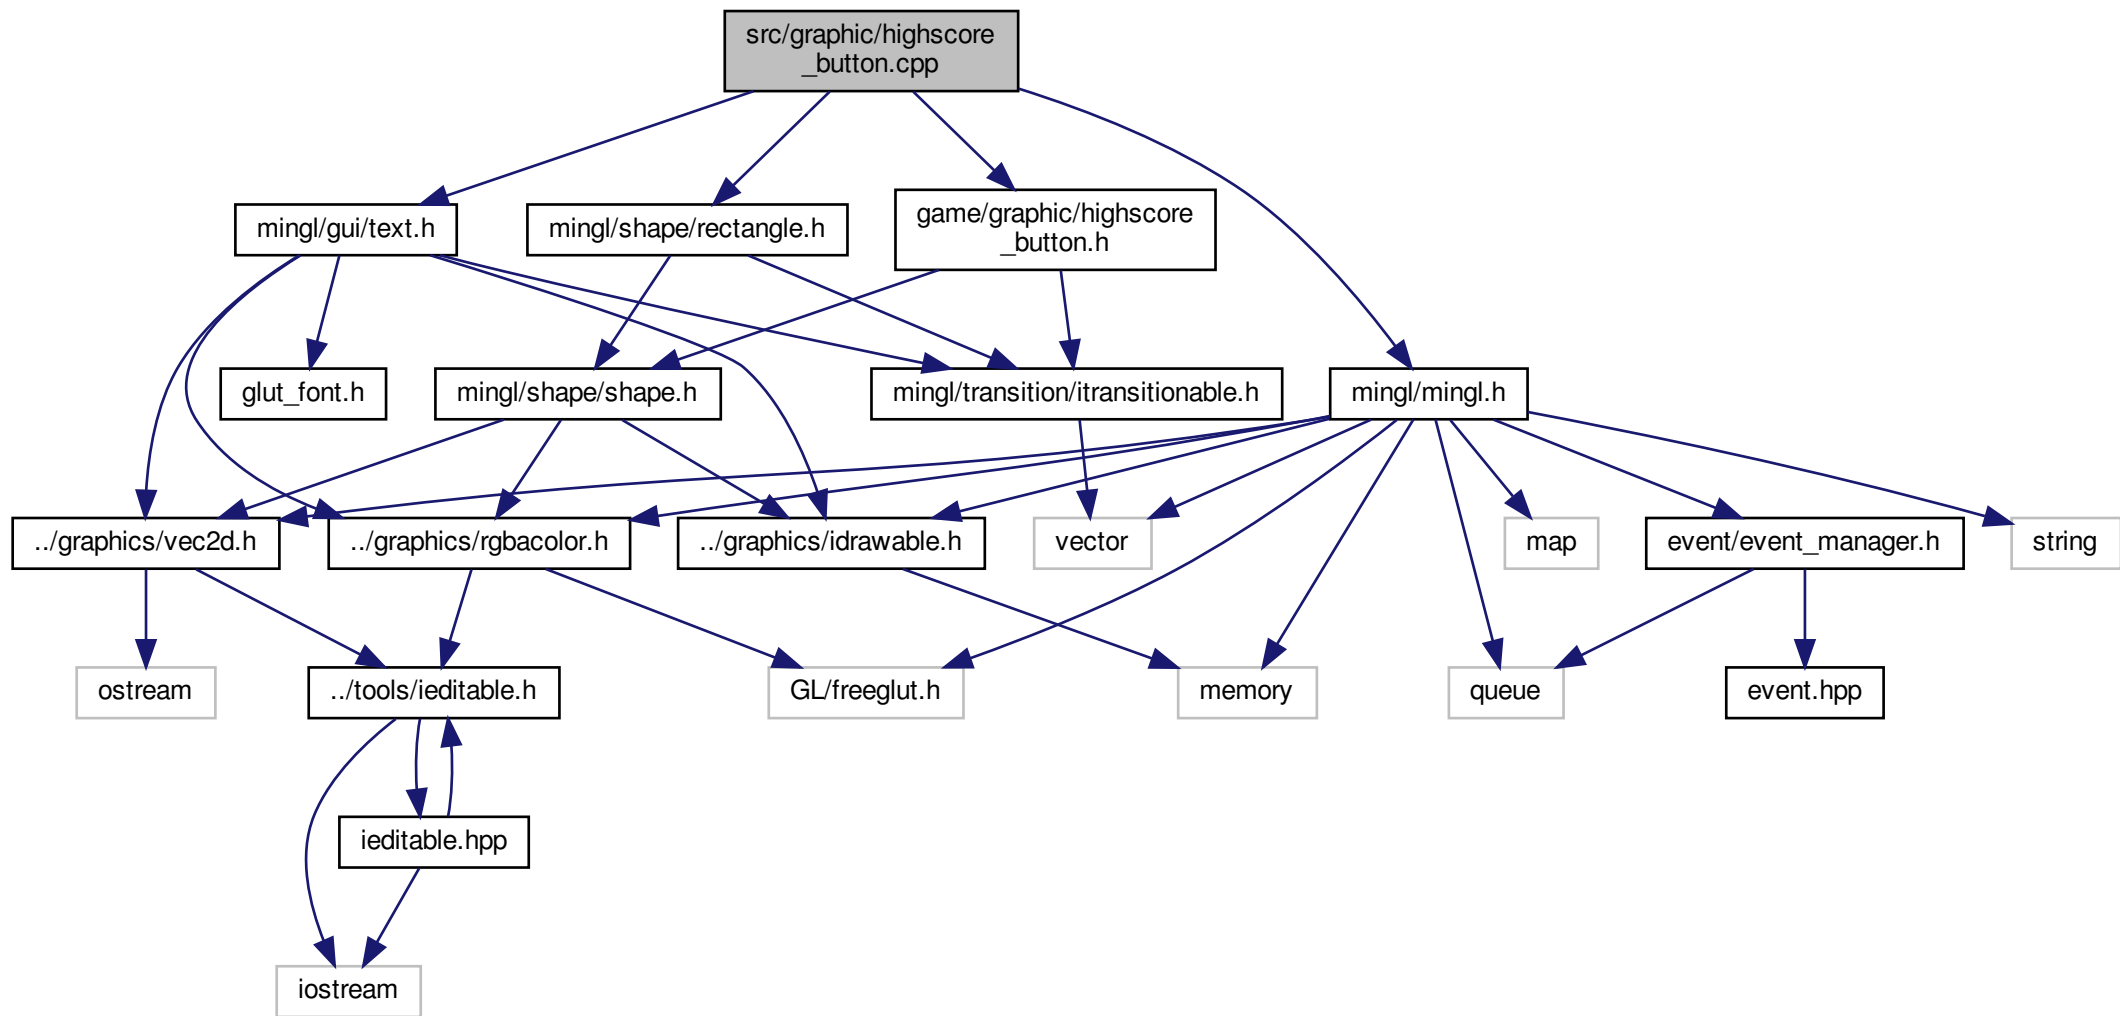 src/graphic/highscore
_button.cpp
mingl/gui/text.h
mingl/shape/rectangle.h
game/graphic/highscore
_button.h
glut_font.h
mingl/shape/shape.h
mingl/transition/itransitionable.h
mingl/mingl.h
../graphics/vec2d.h
../graphics/rgbacolor.h
../graphics/idrawable.h
vector
map
event/event_manager.h
string
ostream
../tools/ieditable.h
GL/freeglut.h
memory
queue
event.hpp
ieditable.hpp
iostream